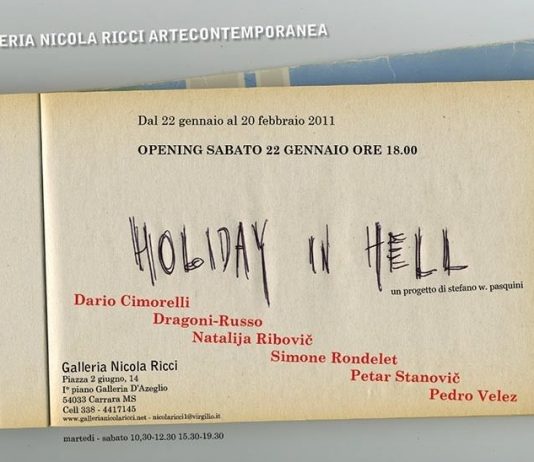 ERIA NICOLA RICCI ARTECONTEMPORANEA
Dal 22 gennaio al 20 febbraio 2011
OPENING SABATO 22 GENNAIO ORE 18.00
HOLIDAY IN HELL
un progetto di stefano w. pasquini
Dario Cimorelli
Dragoni-Russo
Natalija Ribovič
Simone Rondelet
Petar Stanovič
Pedro Velez
Galleria Nicola Ricci
Piazza 2 giugno, 14
I° piano Galleria D'Azeglio
54033 Carrara MS
Cell 338 - 4417145
www.gallerianicolaricci.net - nicolaricci1@virgilio.it
martedi - sabato 10,30-12.30 15.30-19.30